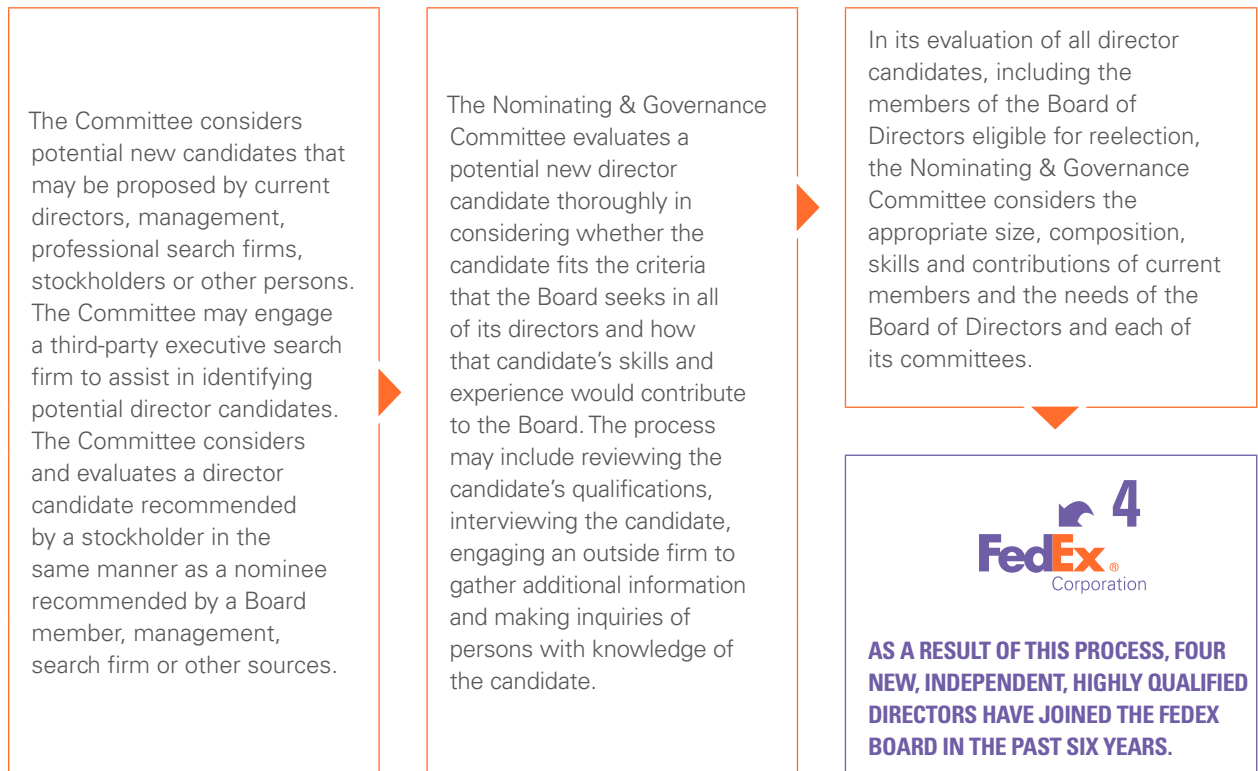 The Committee considers
potential new candidates that
may be proposed by current
directors, management,
professional search firms,
stockholders or other persons.
The Committee may engage
a third-party executive search
firm to assist in identifying
potential director candidates.
The Committee considers
and evaluates a director
candidate recommended
by a stockholder in the
same manner as a nominee
recommended by a Board
member, management,
search firm or other sources.
The Nominating & Governance
Committee evaluates a
potential new director
candidate thoroughly in
considering whether the
candidate fits the criteria
that the Board seeks in all
of its directors and how
that candidate’s skills and
experience would contribute
to the Board. The process
may include reviewing the
candidate’s qualifications,
interviewing the candidate,
engaging an outside firm to
gather additional information
and making inquiries of
persons with knowledge of
the candidate.
In its evaluation of all director
candidates, including the
members of the Board of
Directors eligible for reelection,
the Nominating & Governance
Committee considers the
appropriate size, composition,
skills and contributions of current
members and the needs of the
Board of Directors and each of
its committees.
4
FedEx®
Corporation
AS A RESULT OF THIS PROCESS, FOUR
NEW, INDEPENDENT, HIGHLY QUALIFIED
DIRECTORS HAVE JOINED THE FEDEX
BOARD IN THE PAST SIX YEARS.